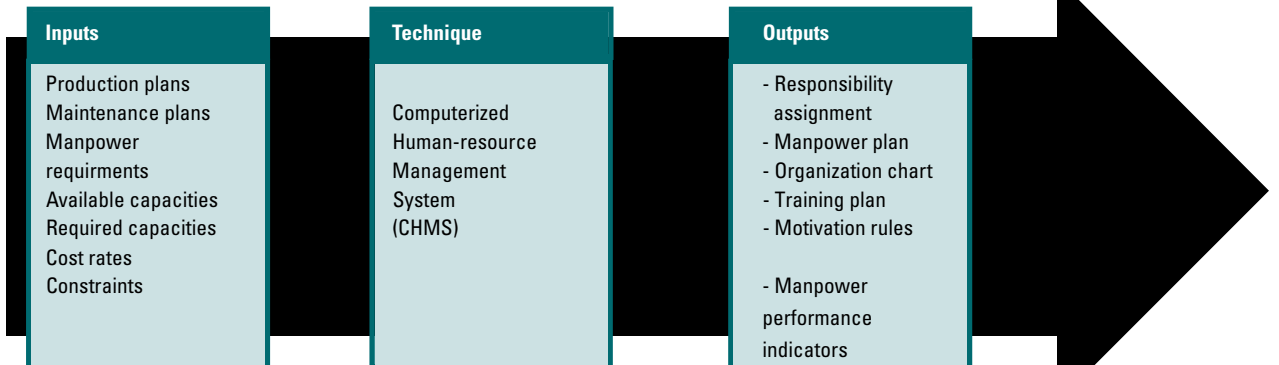 Inputs
Production plans
Maintenance plans
Manpower
requirments
Available capacities
Required capacities
Cost rates
Constraints
Technique
Computerized
Human-resource
Management
System
(CHMS)
Outputs
- Responsibility
assignment
- Manpower plan
- Organization chart
- Training plan
- Motivation rules
- Manpower
performance
indicators